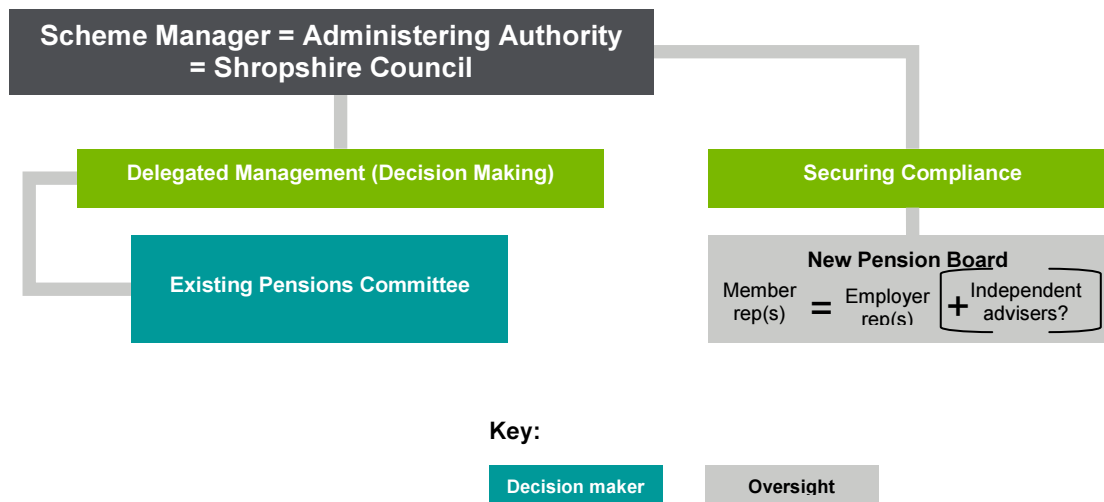 Scheme Manager = Administering Authority
= Shropshire Council
Delegated Management (Decision Making)
Securing Compliance
Existing Pensions Committee
New Pension Board
Member
rep(s)
=
Employer
rep(s)
+
Independent
advisers?
Key:
Decision maker
Oversight